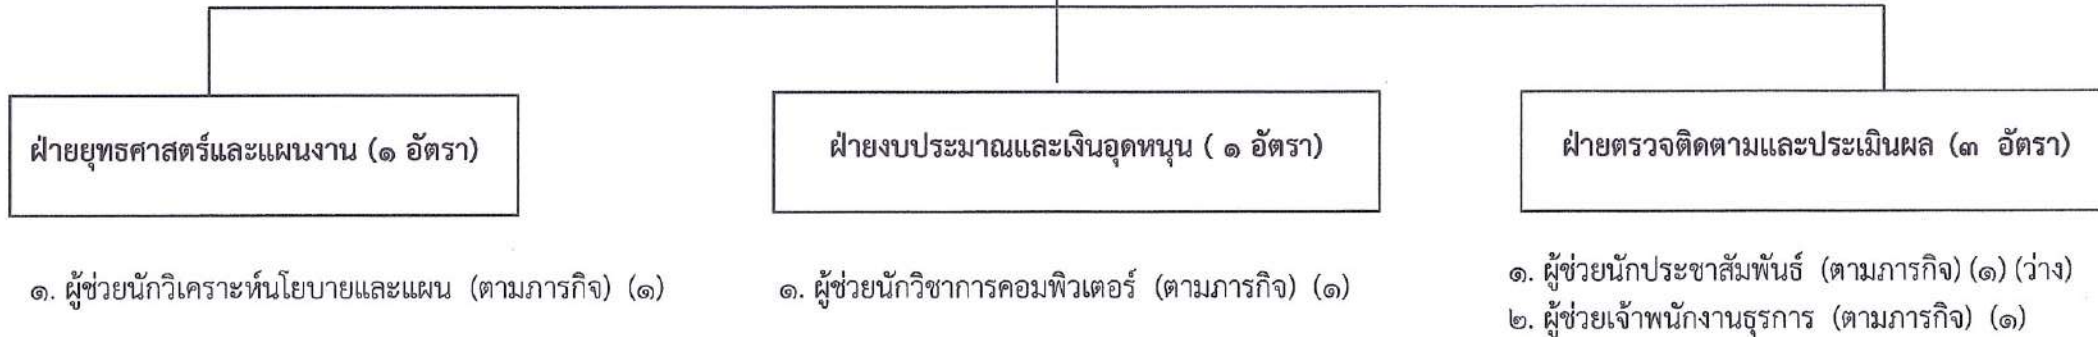 ฝ่ายยุทธศาสตร์และแผนงาน (๑ อัตรา)
๑. ผู้ช่วยนักวิเคราะห์นโยบายและแผน (ตามภารกิจ) (๑)
ฝ่ายงบประมาณและเงินอุดหนุน ( ๑ อัตรา)
๑. ผู้ช่วยนักวิชาการคอมพิวเตอร์ (ตามภารกิจ) (๑)
ฝ่ายตรวจติดตามและประเมินผล (๓ อัตรา)
๑. ผู้ช่วยนักประชาสัมพันธ์ (ตามภารกิจ) (๑) (ว่าง)
๒. ผู้ช่วยเจ้าพนักงานธุรการ (ตามภารกิจ) (๑)